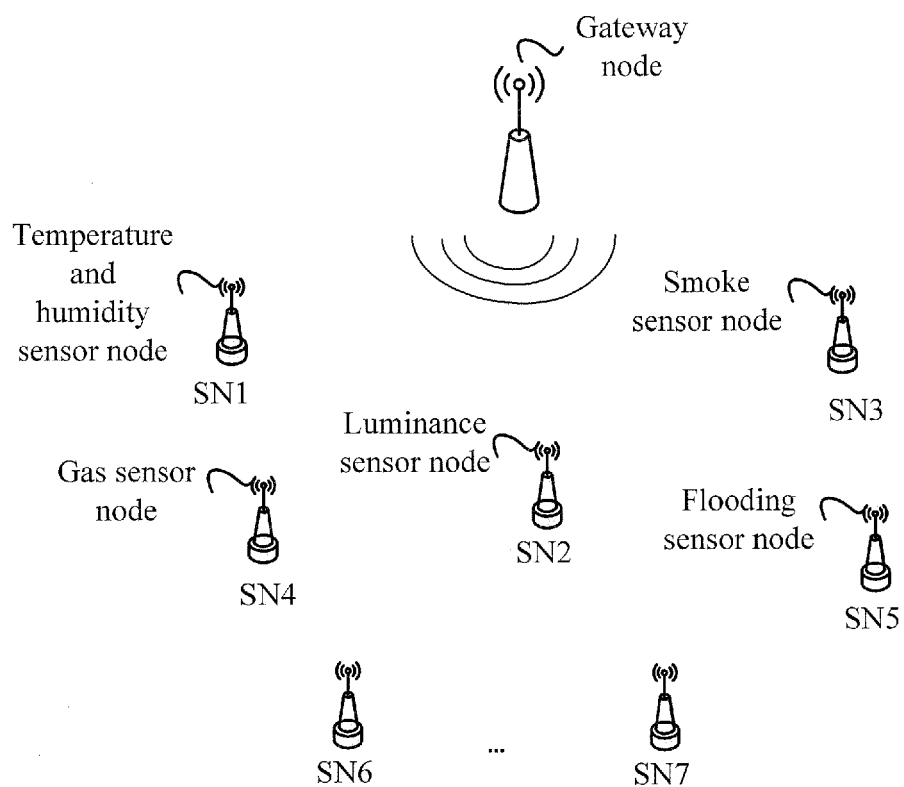 Gateway
node
Temperature
and
humidity
sensor node
SN1
Smoke
sensor node
SN3
Luminance
sensor node
SN2
Gas sensor
node
SN4
Flooding
sensor node
SN5
SN6
...
SN7